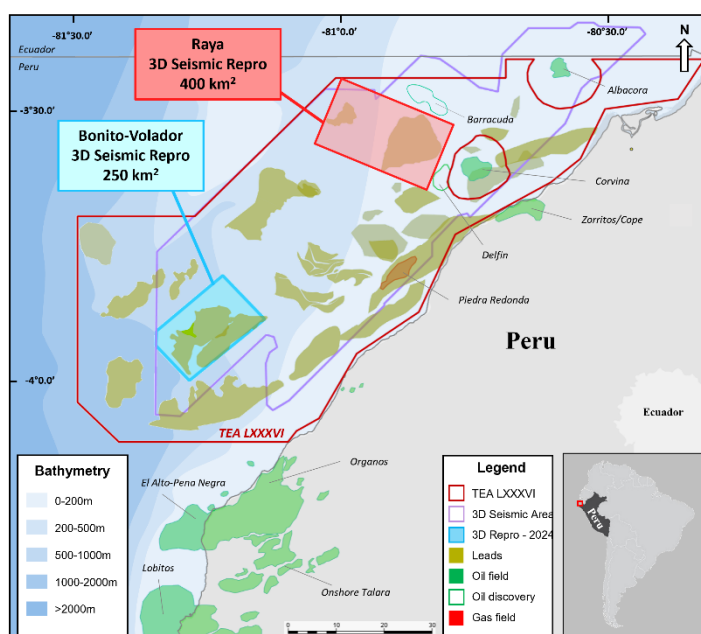 -81°30'0"
-81°0'0"
-80°30'0"
Ecuador
Peru
N
Raya
3D Seismic Repro
400 km²
Albacora
-3°30'0"
Barracuda
Bonito-Volador
3D Seismic Repro
250 km²
Corvina
Zorritos/Cope
Delfin
Piedra Redonda
Peru
-4°0.0'
Ecuador
TEA LXXXVI
Bathymetry
0-200m
200-500m
500-1000m
1000-2000m
>2000m
El Alto-Pena Negra
Organos
Lobitos
Onshore Talara
Legend
TEA LXXXVI
3D Seismic Area
3D Repro - 2024
Leads
Oil field
Oil discovery
Gas field
Peru
0
10
20
30